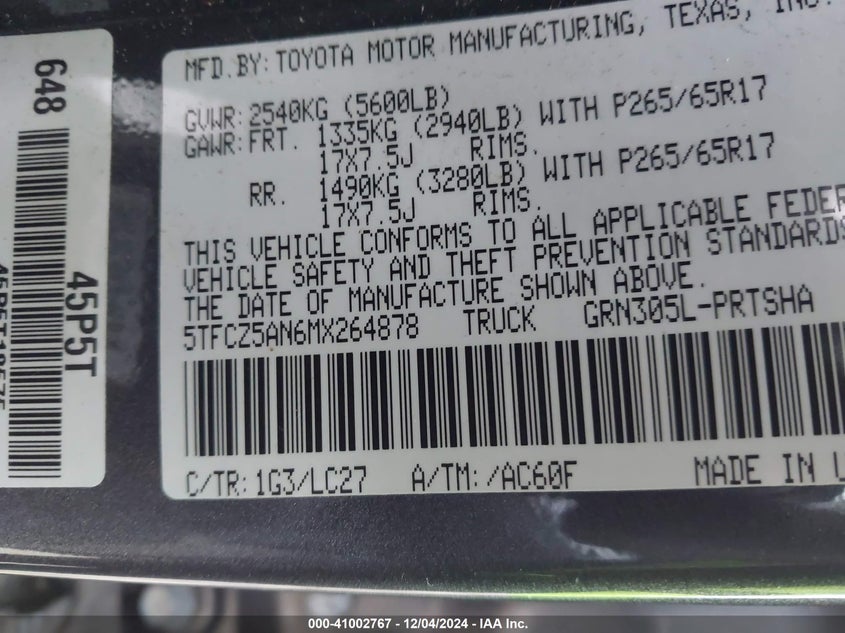 MFD.BY: TOYOTA MOTOR MANUFACTURING, TEXAS, INC.
GVWR: 2540KG (5600LB)
GAWR: FRT. 1335KG (2940LB) WITH P265/65R17
17X7.5J RIMS.
RR. 1490KG (3280LB) WITH P265/65R17
17X7.5J RIMS.
THIS VEHICLE CONFORMS TO ALL APPLICABLE FEDER
VEHICLE SAFETY AND THEFT PREVENTION STANDARDS
THE DATE OF MANUFACTURE SHOWN ABOVE.
5TFCZ5AN6MX264878 TRUCK GRN305L-PRTSHA
C/TR: 1G3/LC27 A/TM: /AC60F MADE IN U
648
45P5T
000-41002767 - 12/04/2024 - IAA Inc.